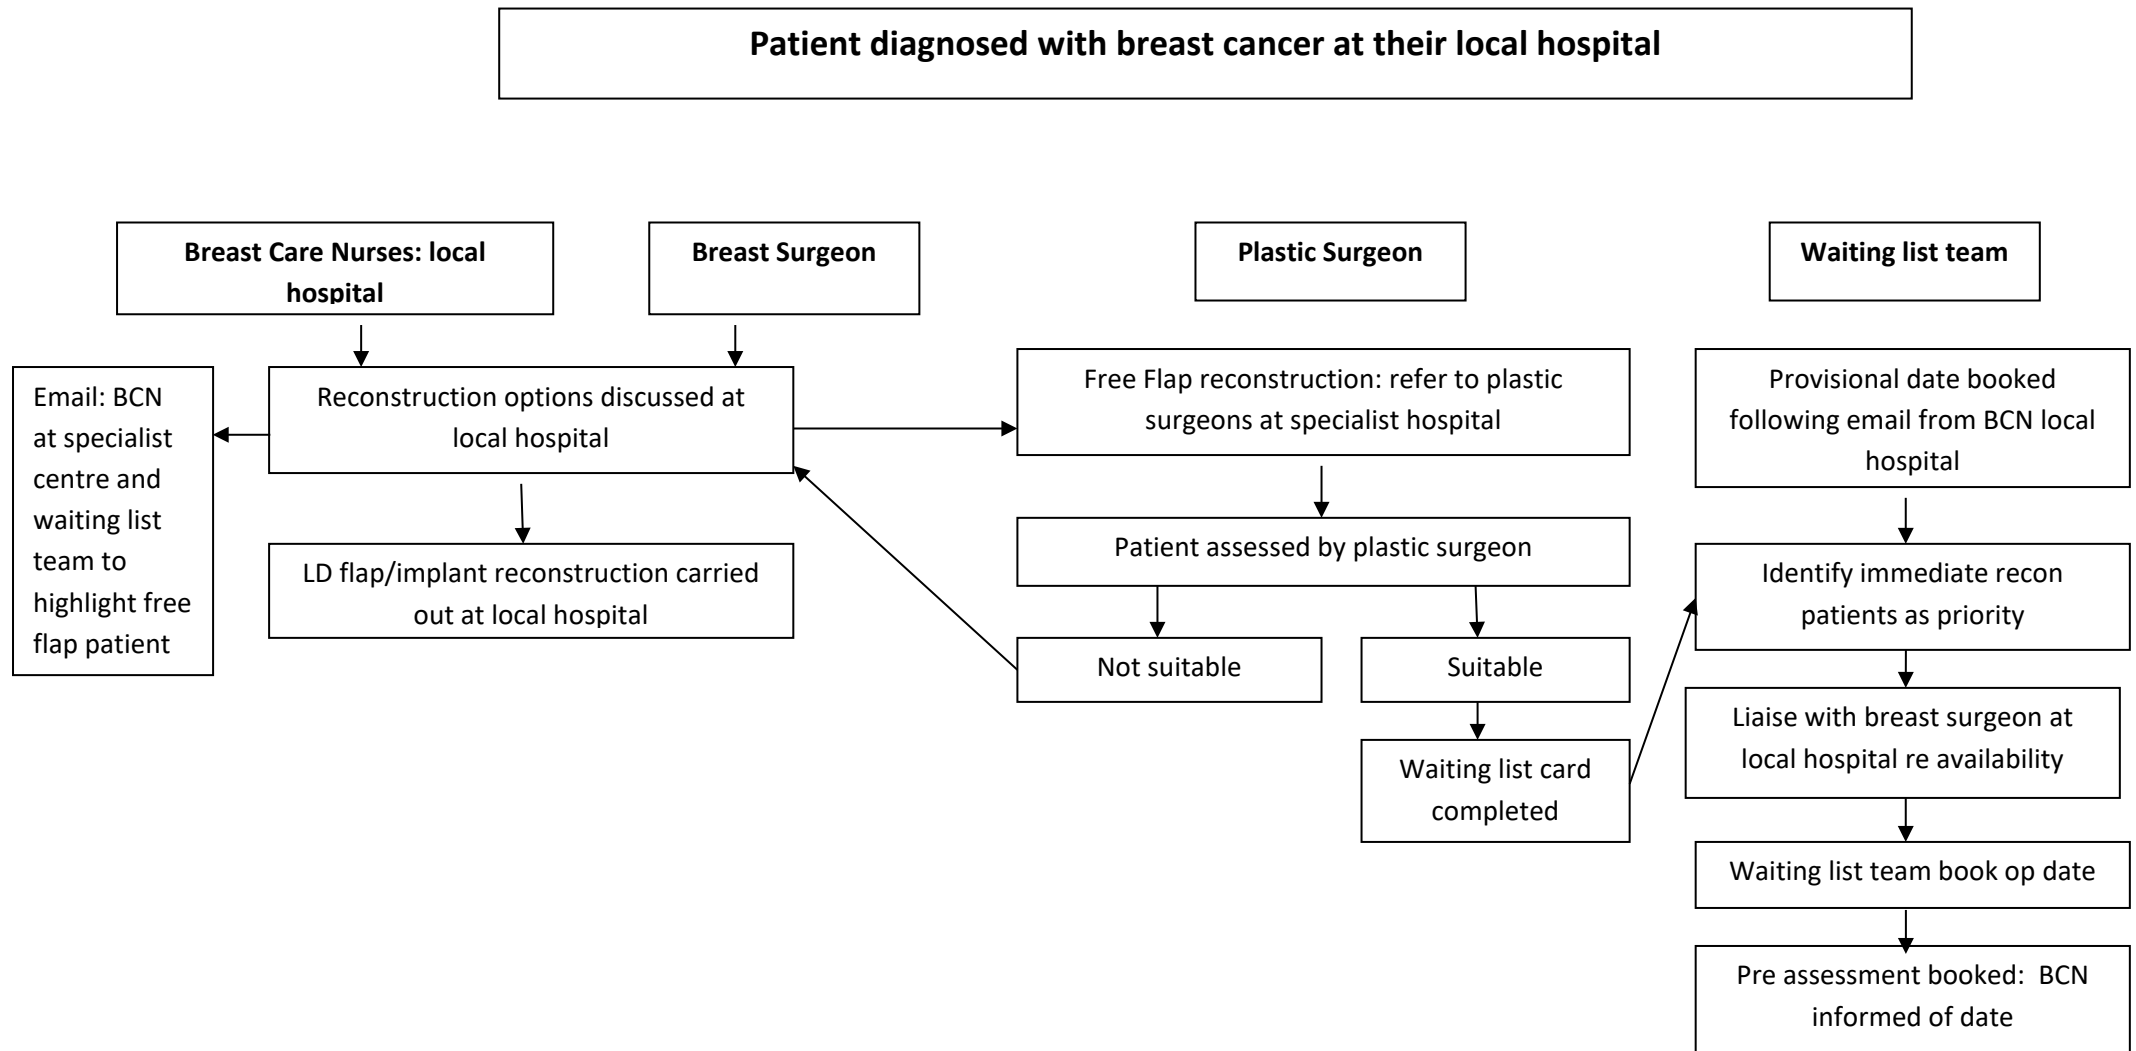 Patient diagnosed with breast cancer at their local hospital
Breast Care Nurses: local
hospital
Breast Surgeon
Plastic Surgeon
Waiting list team
Email: BCN
at specialist
centre and
waiting list
team to
highlight free
flap patient
Reconstruction options discussed at
local hospital
LD flap/implant reconstruction carried
out at local hospital
Free Flap reconstruction: refer to plastic
surgeons at specialist hospital
Patient assessed by plastic surgeon
Not suitable
Suitable
Waiting list card
completed
Provisional date booked
following email from BCN local
hospital
Identify immediate recon
patients as priority
Liaise with breast surgeon at
local hospital re availability
Waiting list team book op date
Pre assessment booked:  BCN
informed of date